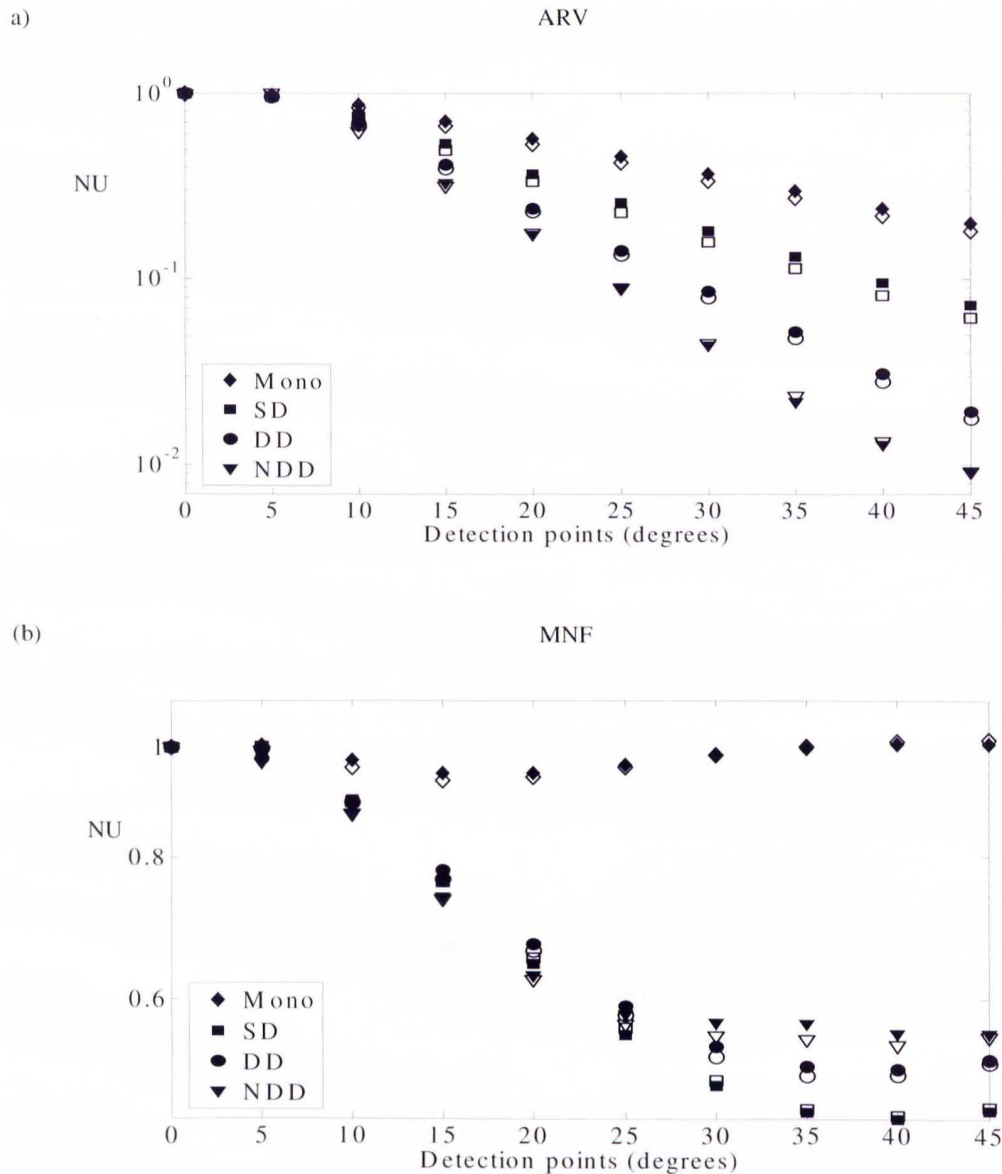 a)
ARV
10^0
NU
10^-1
10^-2
Mono
SD
DD
NDD
0 5 10 15 20 25 30 35 40 45
Detection points (degrees)
(b)
MNF
1
NU
0.8
0.6
Mono
SD
DD
NDD
0 5 10 15 20 25 30 35 40 45
Detection points (degrees)